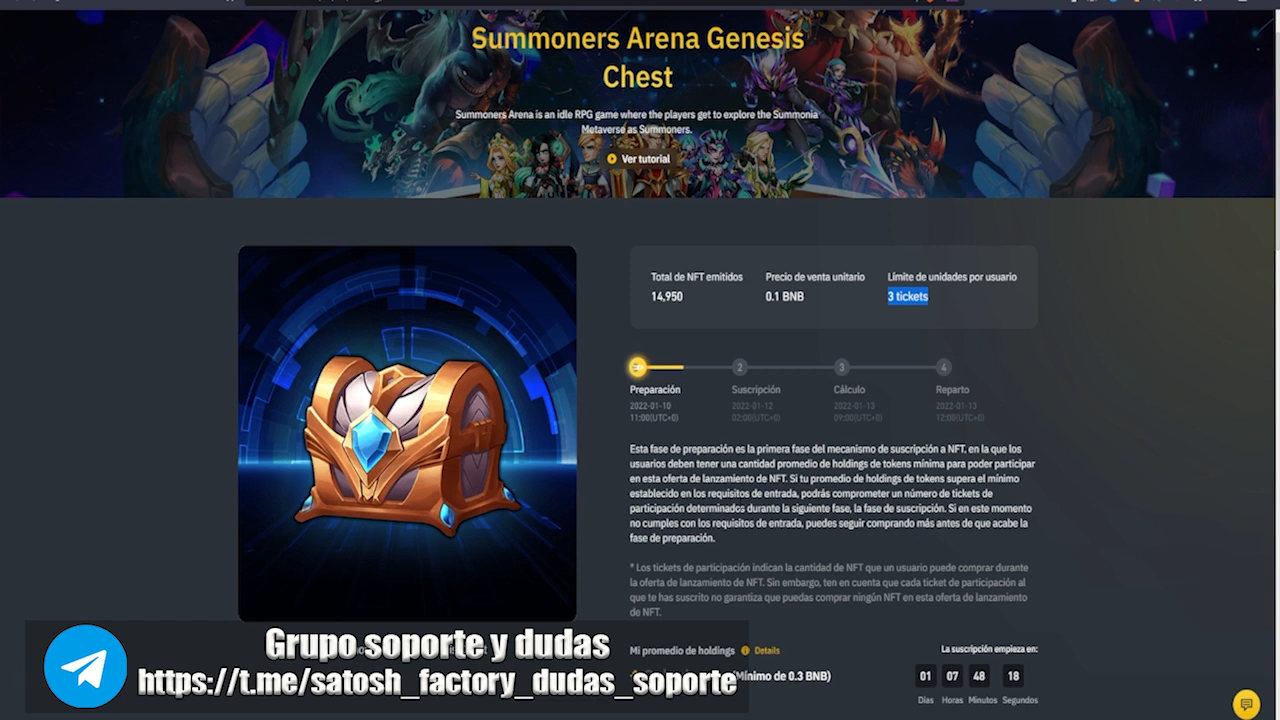 Summoners Arena Genesis
Chest
Summoners Arena is an idle RPG game where the players get to explore the Summonia
Metaverse as Summoners.
Ver tutorial
Total de NFT emitidos
14,950
Precio de venta unitario
0.1 BNB
Límite de unidades por usuario
3 tickets
2
3
4
Preparación
2022-01-10
11:00(UTC+0)
Suscripción
2022-01-12
02:00(UTC+0)
Cálculo
2022-01-13
09:00(UTC+0)
Reparto
2022-01-13
12:00(UTC+0)
Esta fase de preparación es la primera fase del mecanismo de suscripción a NFT, en la que los
usuarios deben tener una cantidad promedio de holdings de tokens mínima para poder participar
en esta oferta de lanzamiento de NFT. Si tu promedio de holdings de tokens supera el mínimo
establecido en los requisitos de entrada, podrás comprometer un número de tickets de
participación determinados durante la siguiente fase, la fase de suscripción. Si en este momento
no cumples con los requisitos de entrada, puedes seguir comprando más antes de que acabe la
fase de preparación.
* Los tickets de participación indican la cantidad de NFT que un usuario puede comprar durante
la oferta de lanzamiento de NFT. Sin embargo, ten en cuenta que cada ticket de participación al
que te has suscrito no garantiza que puedas comprar ningún NFT en esta oferta de lanzamiento
de NFT.
Mi promedio de holdings
Details
(Mínimo de 0.3 BNB)
La suscripción empieza en:
01 07 48 18
Días Horas Minutos Segundos
Grupo soporte y dudas
https://t.me/satosh_factory_dudas_soporte